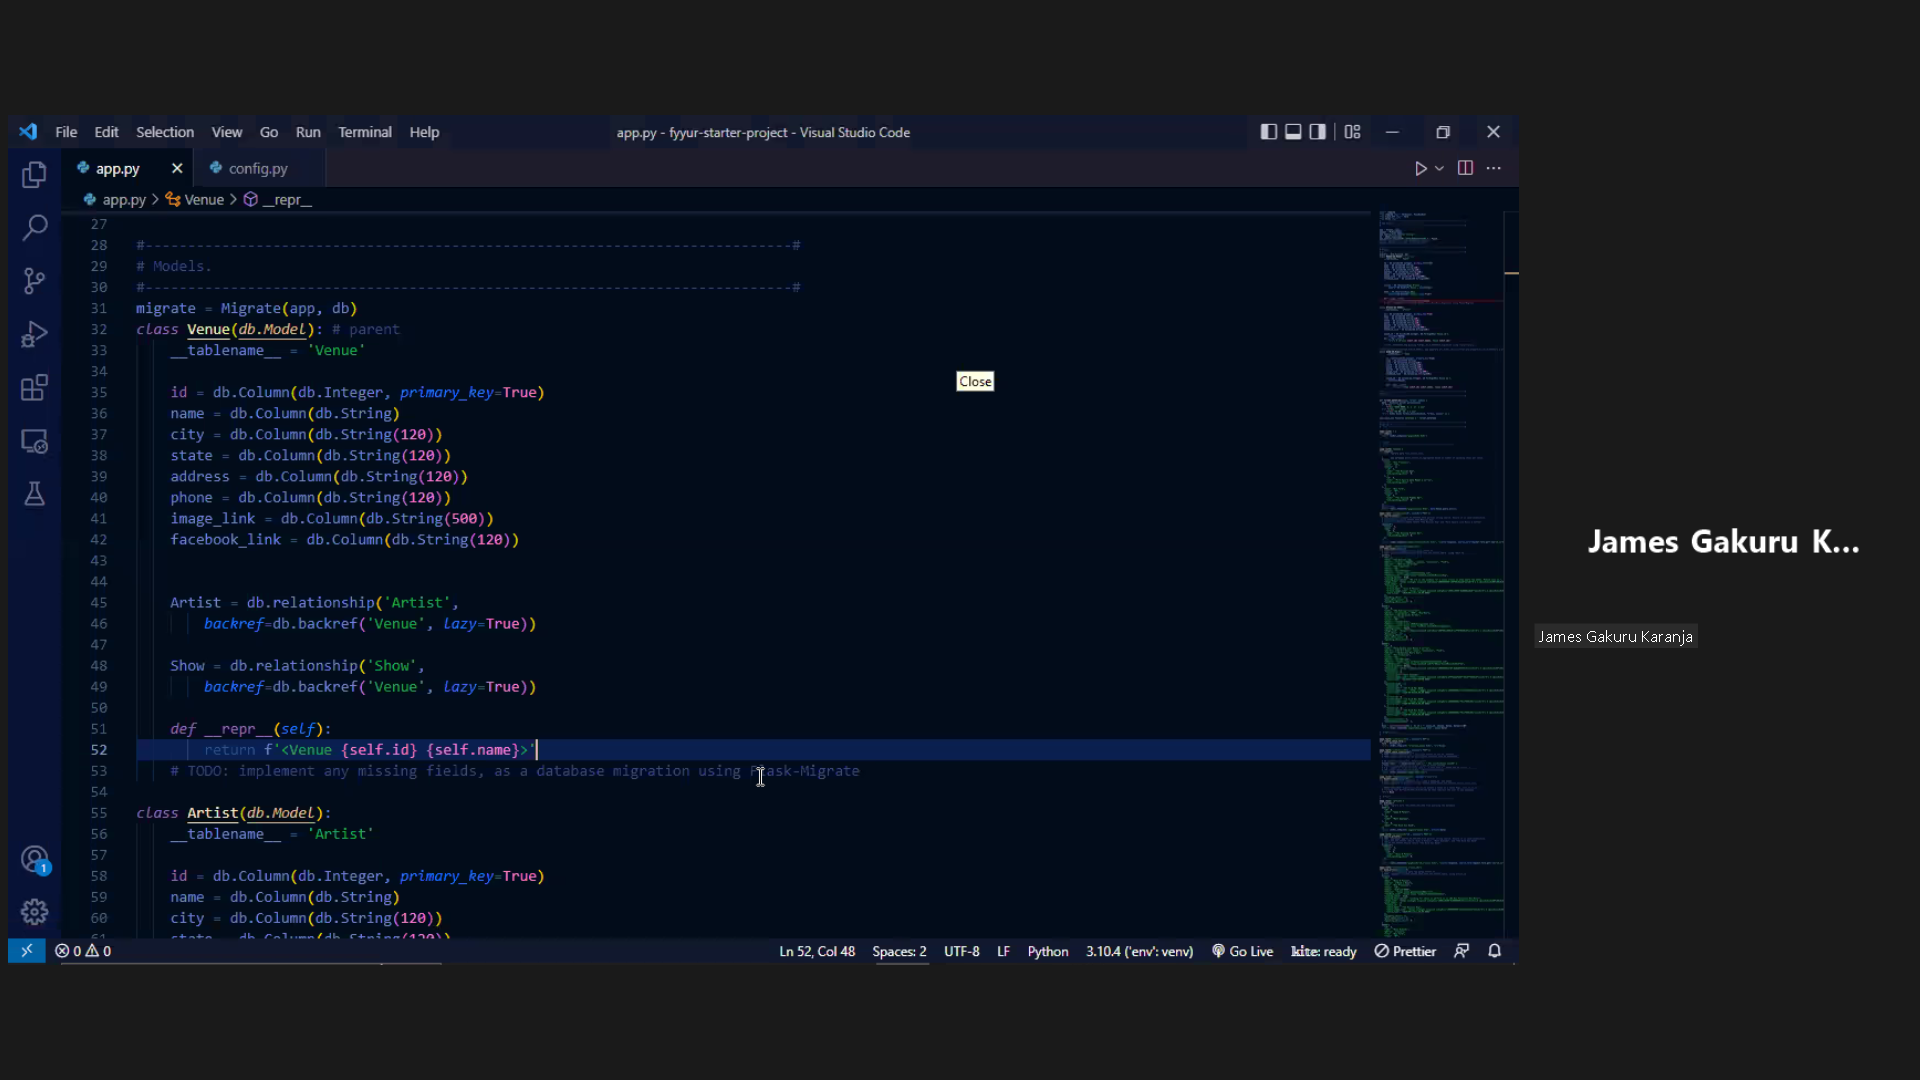 File Edit Selection View Go Run Terminal Help
app.py - fyyur-starter-project - Visual Studio Code
app.py
config.py
app.py > Venue > __repr__
27
28 #----------------------------------------------------------------------------#
29 # Models.
30 #----------------------------------------------------------------------------#
31 migrate = Migrate(app, db)
32 class Venue(db.Model): # parent
33 __tablename__ = 'Venue'
34
35 id = db.Column(db.Integer, primary_key=True)
36 name = db.Column(db.String)
37 city = db.Column(db.String(120))
38 state = db.Column(db.String(120))
39 address = db.Column(db.String(120))
40 phone = db.Column(db.String(120))
41 image_link = db.Column(db.String(500))
42 facebook_link = db.Column(db.String(120))
43
44
45 Artist = db.relationship('Artist',
46 backref=db.backref('Venue', lazy=True))
47
48 Show = db.relationship('Show',
49 backref=db.backref('Venue', lazy=True))
50
51 def __repr__(self):
52 return f'<Venue {self.id} {self.name}>'
53 # TODO: implement any missing fields, as a database migration using Flask-Migrate
54
55 class Artist(db.Model):
56 __tablename__ = 'Artist'
57
58 id = db.Column(db.Integer, primary_key=True)
59 name = db.Column(db.String)
60 city = db.Column(db.String(120))
61 state = db.Column(db.String(120))
Close
1
0 0
Ln 52, Col 48 Spaces: 2 UTF-8 LF Python 3.10.4 ('env': venv) Go Live kite: ready Prettier
James Gakuru K...
James Gakuru Karanja